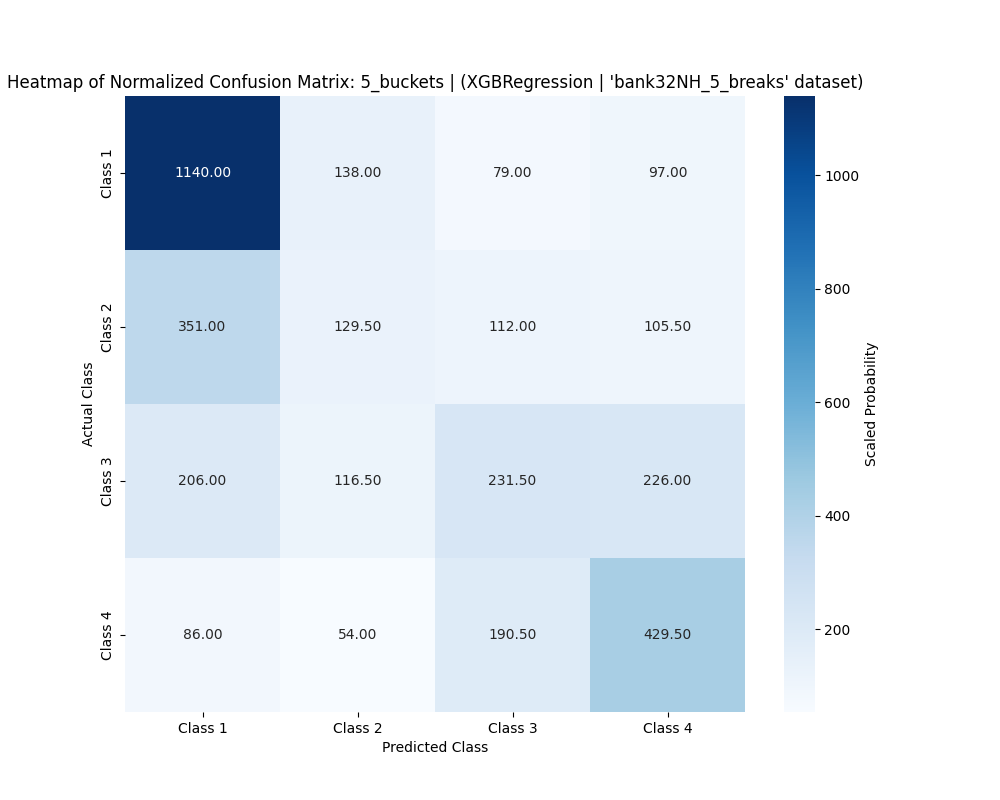 Heatmap of Normalized Confusion Matrix: 5_buckets | (XGBRegression | 'bank32NH_5_breaks' dataset)
Class 1
1140.00 138.00 79.00 97.00
1000
Class 2
351.00 129.50 112.00 105.50
800
Actual Class
Scaled Probability
600
Class 3
206.00 116.50 231.50 226.00
400
Class 4
86.00 54.00 190.50 429.50
200
Class 1 Class 2 Class 3 Class 4
Predicted Class